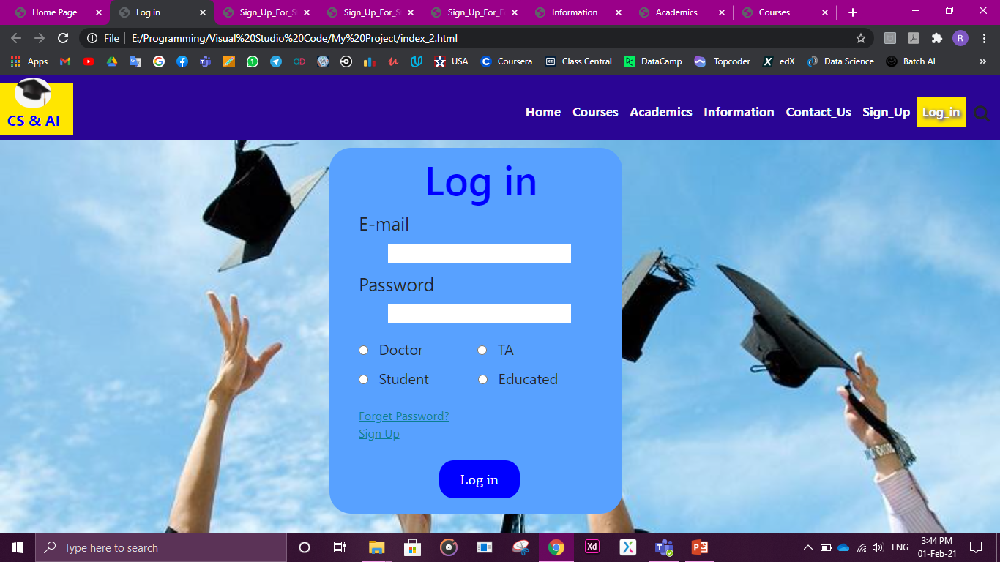 Home Page
Log in
Sign_Up_For_S
Sign_Up_For_S
Sign_Up_For_E
Information
Academics
Courses
File
E:/Programming/Visual%20Studio%20Code/My%20Project/index_2.html
R
Apps
USA
Coursera
Class Central
DataCamp
Topcoder
edX
Data Science
Batch AI
»
CS & AI
Home Courses Academics Information Contact_Us Sign_Up Log_in
Log in
E-mail
Password
Doctor
TA
Student
Educated
Forget Password?
Sign Up
Log in
Type here to search
Xd
ENG
3:44 PM
01-Feb-21